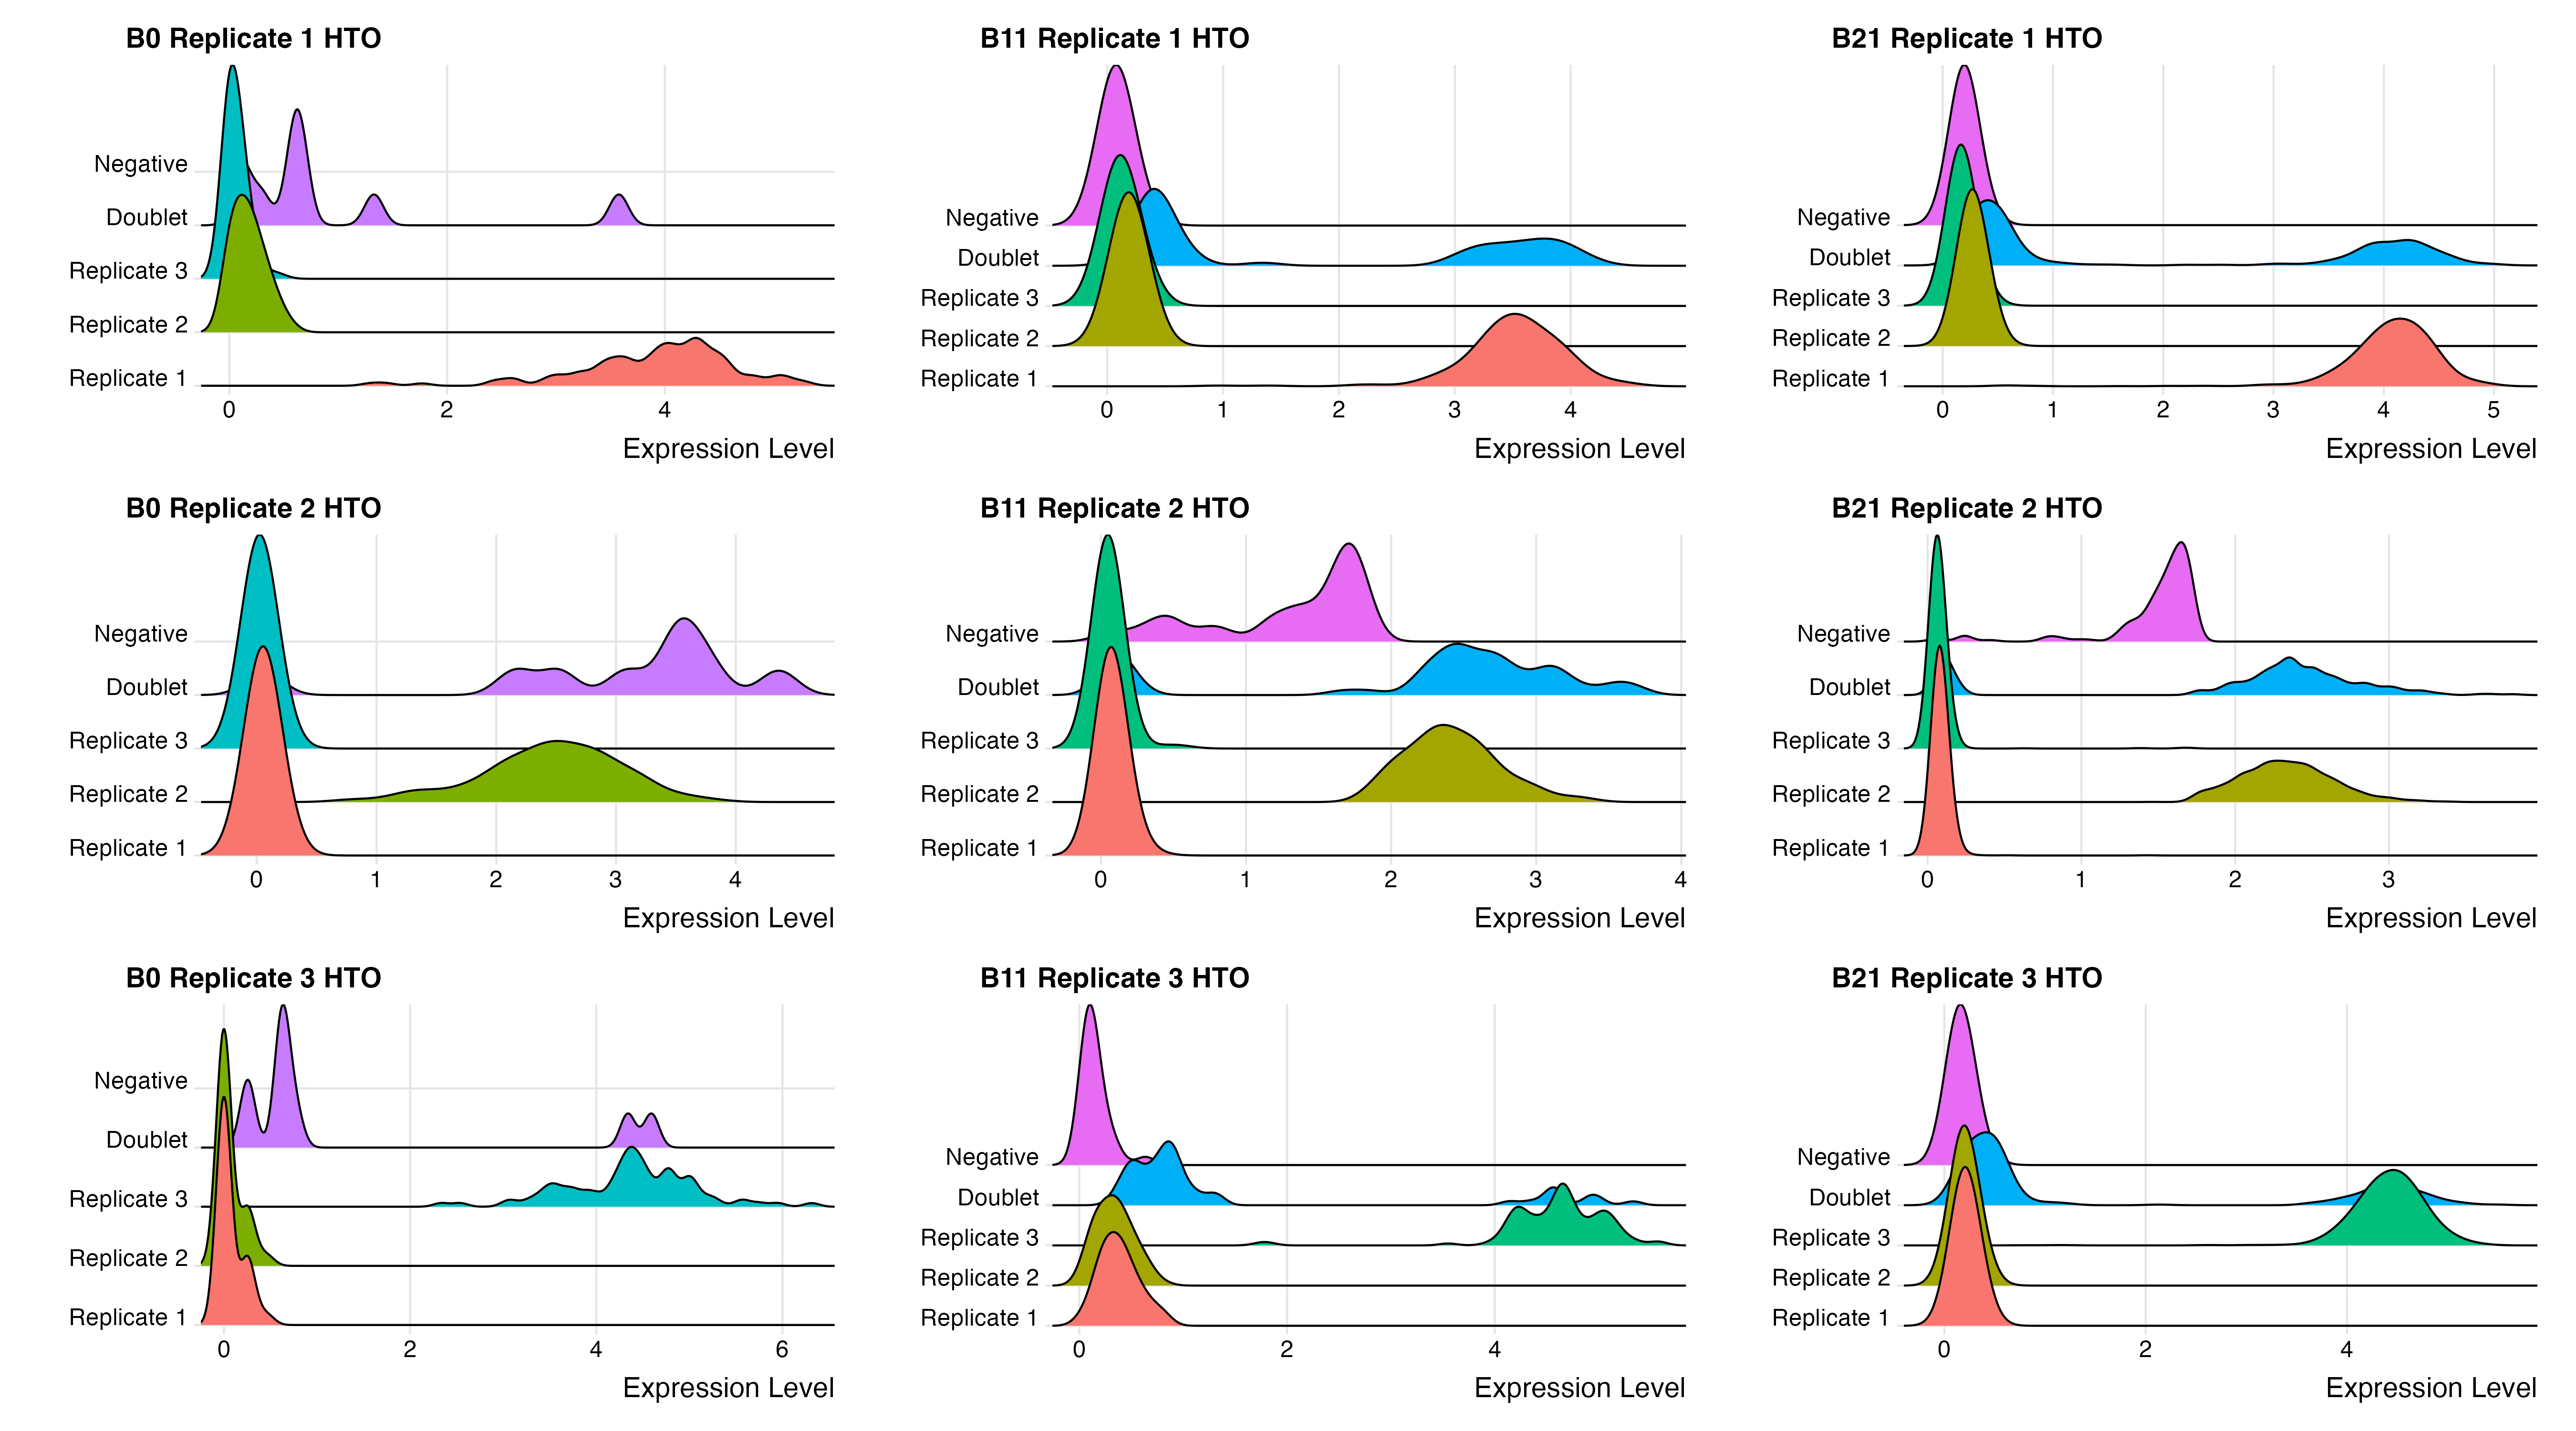 B0 Replicate 1 HTO
Negative
Doublet
Replicate 3
Replicate 2
Replicate 1
0 2 4
Expression Level
B11 Replicate 1 HTO
Negative
Doublet
Replicate 3
Replicate 2
Replicate 1
0 1 2 3 4
Expression Level
B21 Replicate 1 HTO
Negative
Doublet
Replicate 3
Replicate 2
Replicate 1
0 1 2 3 4 5
Expression Level
B0 Replicate 2 HTO
Negative
Doublet
Replicate 3
Replicate 2
Replicate 1
0 1 2 3 4
Expression Level
B11 Replicate 2 HTO
Negative
Doublet
Replicate 3
Replicate 2
Replicate 1
0 1 2 3 4
Expression Level
B21 Replicate 2 HTO
Negative
Doublet
Replicate 3
Replicate 2
Replicate 1
0 1 2 3
Expression Level
B0 Replicate 3 HTO
Negative
Doublet
Replicate 3
Replicate 2
Replicate 1
0 2 4 6
Expression Level
B11 Replicate 3 HTO
Negative
Doublet
Replicate 3
Replicate 2
Replicate 1
0 2 4
Expression Level
B21 Replicate 3 HTO
Negative
Doublet
Replicate 3
Replicate 2
Replicate 1
0 2 4
Expression Level